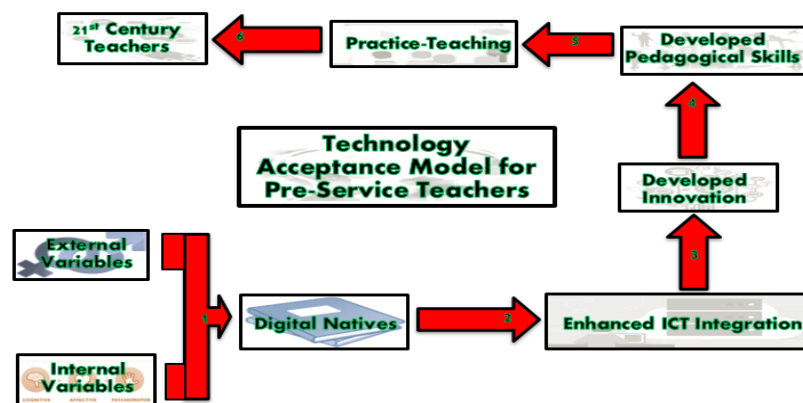 21st Century
Teachers
6
Practice-Teaching
5
Developed
Pedagogical Skills
4
Technology
Acceptance Model for
Pre-Service Teachers
Developed
Innovation
3
External
Variables
1
Digital Natives
2
Enhanced ICT Integration
Internal
Variables
COGNITIVE AFFECTIVE PSYCHOMOTOR